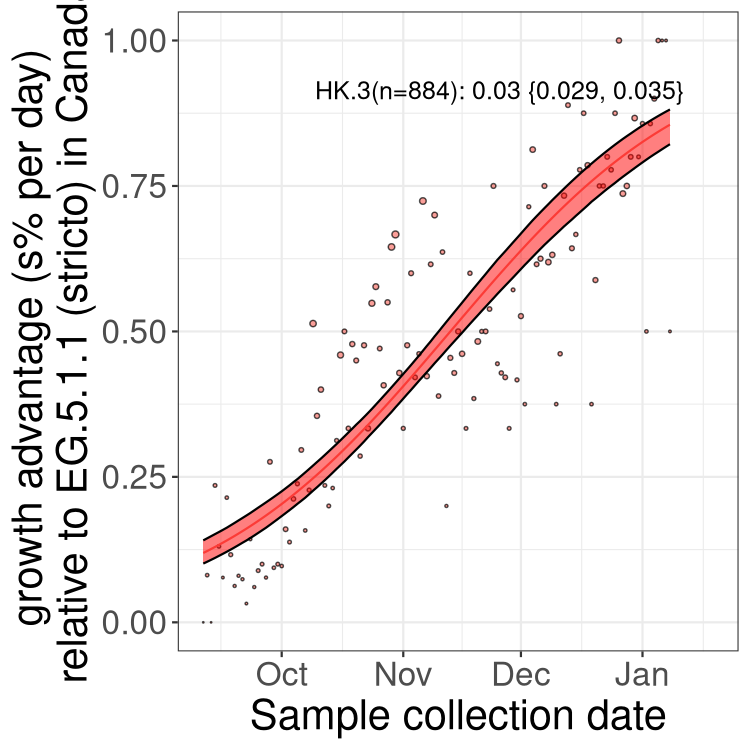 growth advantage (s% per day)
relative to EG.5.1.1 (stricto) in Canada
1.00
0.75
0.50
0.25
0.00
HK.3(n=884): 0.03 {0.029, 0.035}
Oct Nov Dec Jan
Sample collection date